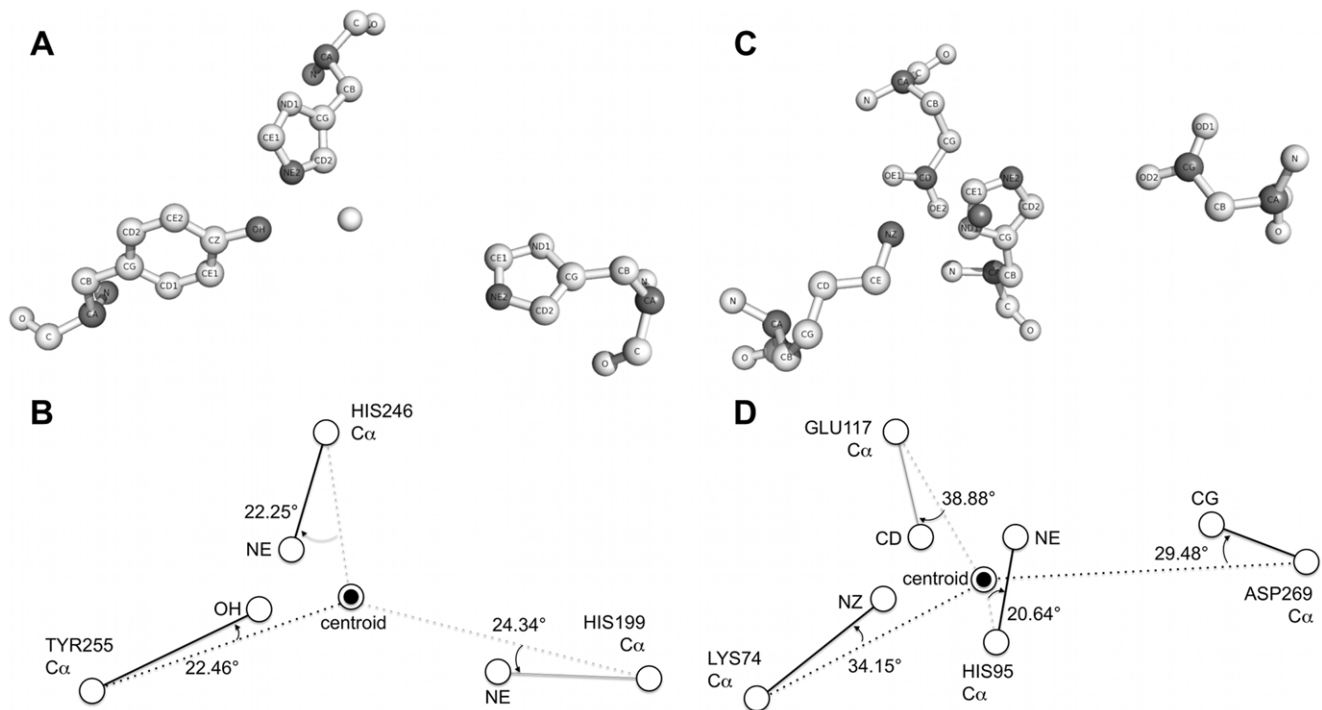 A
C
O
CA
N
CB
ND1
CG
CE1
CD2
NE2
CE2
OH
CD2
CZ
CG
CE1
CD1
CB
N
CA
O
C
ND1
CE1
CG
CB
N
NE2
CA
CD2
C
O
C
O
C
CA
N
CB
CG
OE1
CD
OE2
CE1
NE2
CD2
ND1
CG
N
CB
C
O
NZ
CD
CE
N
CA
CG
O
CB
OD1
N
CG
OD2
CA
CB
O
B
HIS246
Cα
22.25°
NE
OH
centroid
TYR255
Cα
22.46°
24.34°
HIS199
Cα
NE
D
GLU117
Cα
38.88°
CD
NE
CG
29.48°
centroid
ASP269
Cα
NZ
20.64°
LYS74
Cα
34.15°
HIS95
Cα